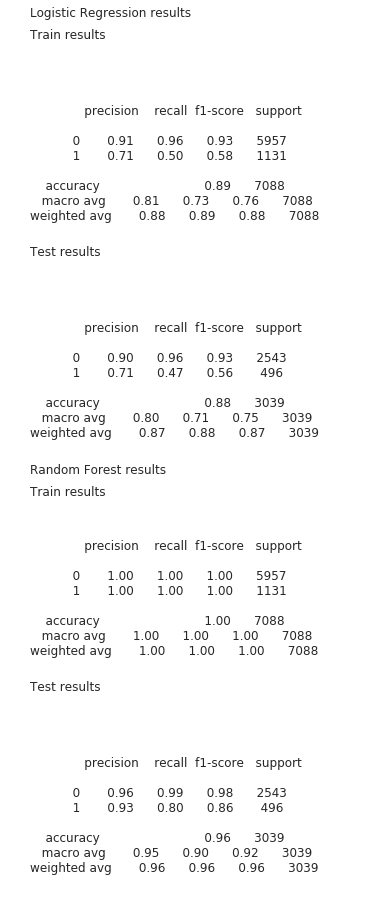 Logistic Regression results
Train results
precision recall f1-score support
0 0.91 0.96 0.93 5957
1 0.71 0.50 0.58 1131
accuracy 0.89 7088
macro avg 0.81 0.73 0.76 7088
weighted avg 0.88 0.89 0.88 7088
Test results
precision recall f1-score support
0 0.90 0.96 0.93 2543
1 0.71 0.47 0.56 496
accuracy 0.88 3039
macro avg 0.80 0.71 0.75 3039
weighted avg 0.87 0.88 0.87 3039
Random Forest results
Train results
precision recall f1-score support
0 1.00 1.00 1.00 5957
1 1.00 1.00 1.00 1131
accuracy 1.00 7088
macro avg 1.00 1.00 1.00 7088
weighted avg 1.00 1.00 1.00 7088
Test results
precision recall f1-score support
0 0.96 0.99 0.98 2543
1 0.93 0.80 0.86 496
accuracy 0.96 3039
macro avg 0.95 0.90 0.92 3039
weighted avg 0.96 0.96 0.96 3039